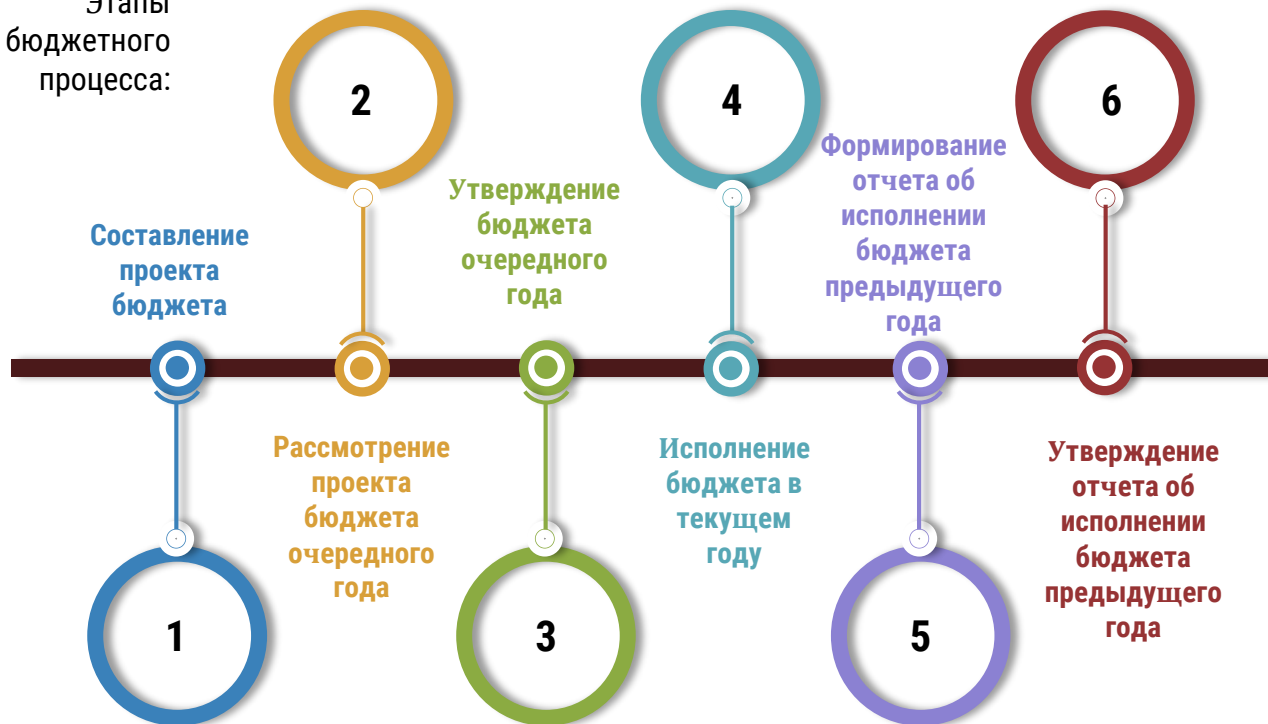 Этапы
бюджетного
процесса:
1
Составление
проекта
бюджета
2
Рассмотрение
проекта
бюджета
очередного
года
3
Утверждение
бюджета
очередного
года
4
Исполнение
бюджета в
текущем
году
5
Формирование
отчета об
исполнении
бюджета
предыдущего
года
6
Утверждение
отчета об
исполнении
бюджета
предыдущего
года